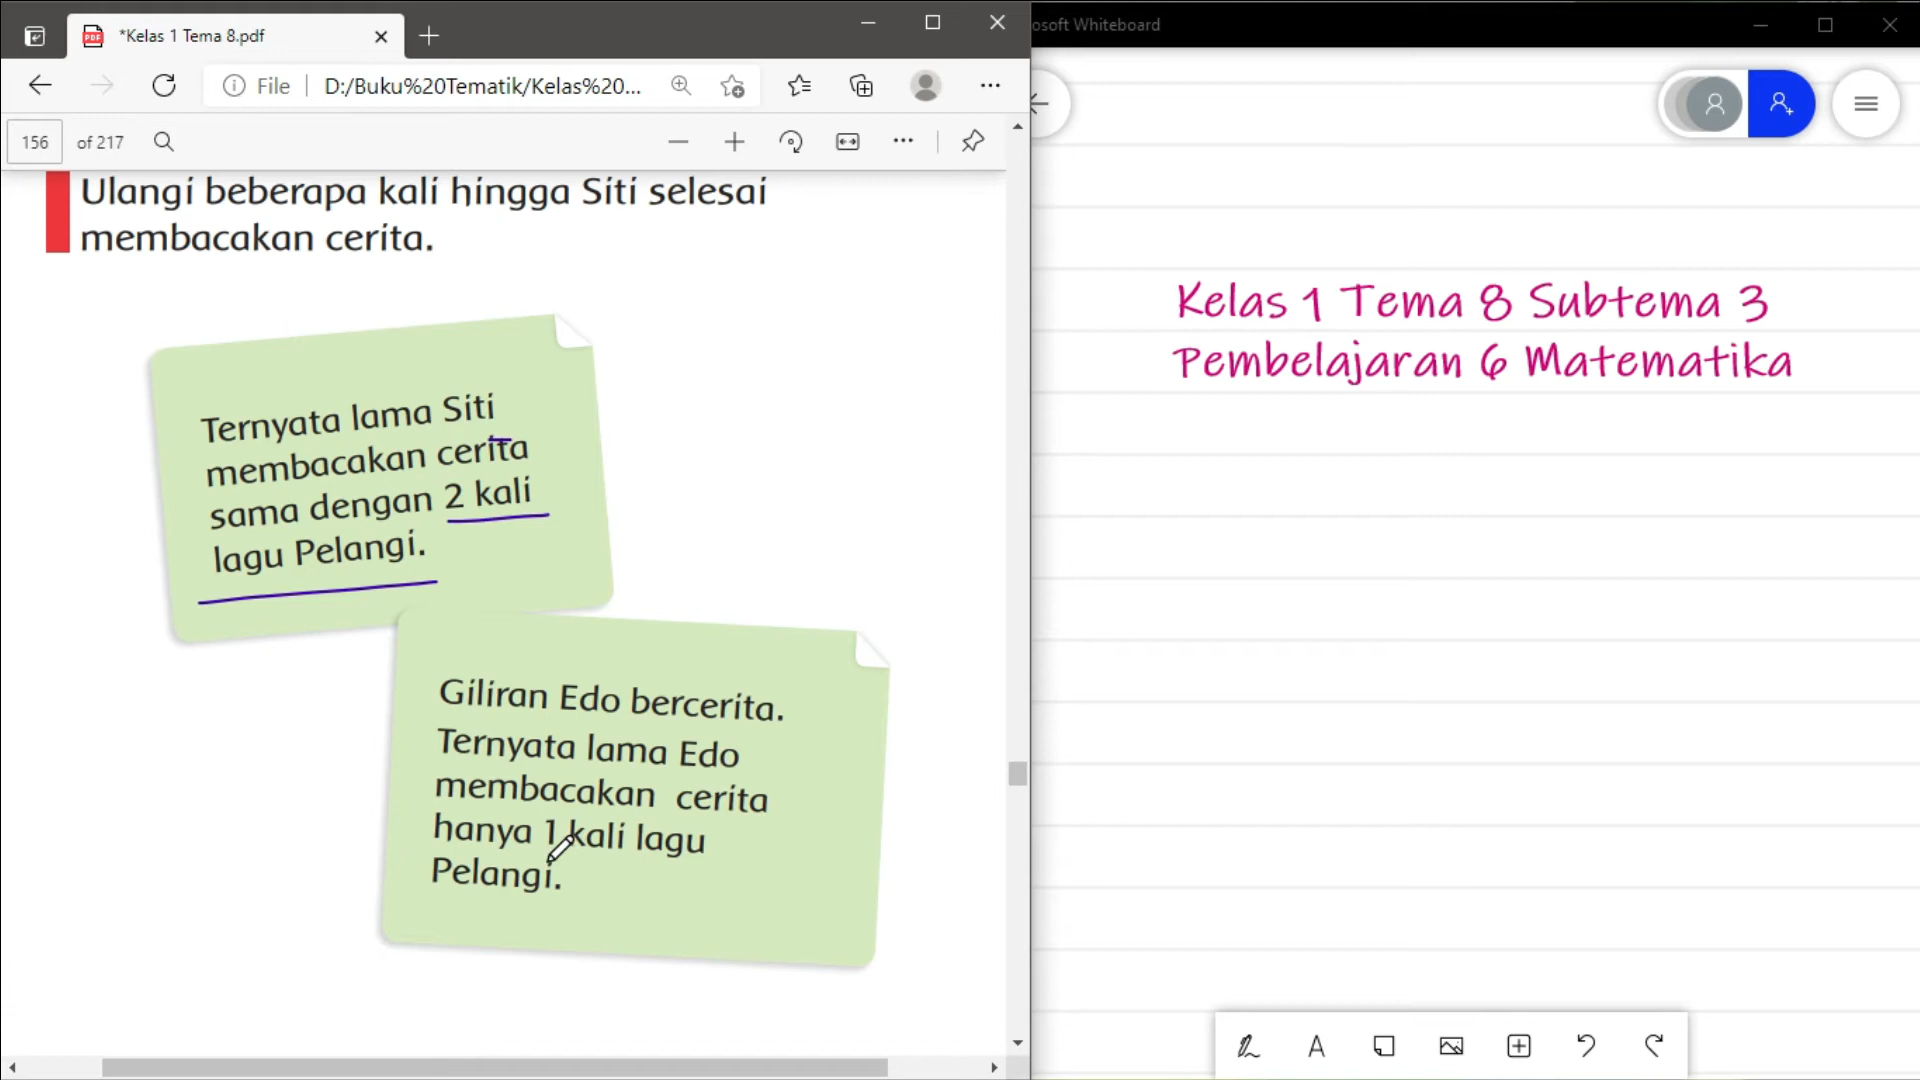 *Kelas 1 Tema 8.pdf
osoft Whiteboard
File
D:/Buku%20Tematik/Kelas%20...
156 of 217
Ulangi beberapa kali hingga Siti selesai
membacakan cerita.
Ternyata lama Siti
membacakan cerita
sama dengan 2 kali
lagu Pelangi.
Giliran Edo bercerita.
Ternyata lama Edo
membacakan cerita
hanya 1 kali lagu
Pelangi.
Kelas 1 Tema 8 Subtema 3
Pembelajaran 6 Matematika